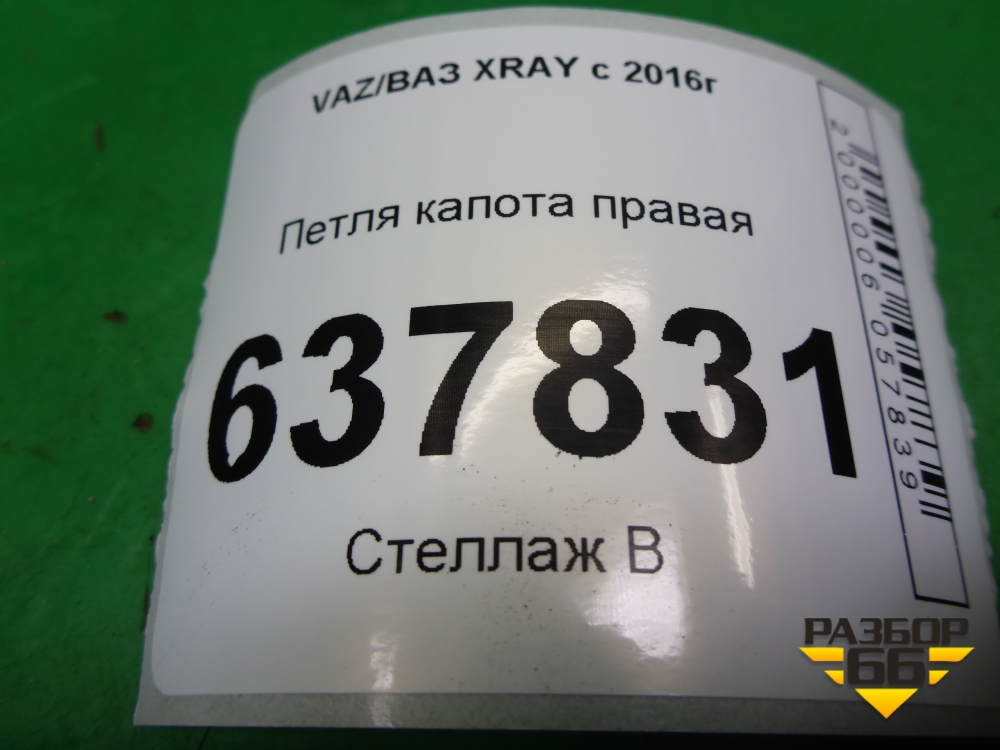 VAZ/ВАЗ XRAY с 2016г
Петля капота правая
637831
Стеллаж В
2000006057839
РАЗБОР
66